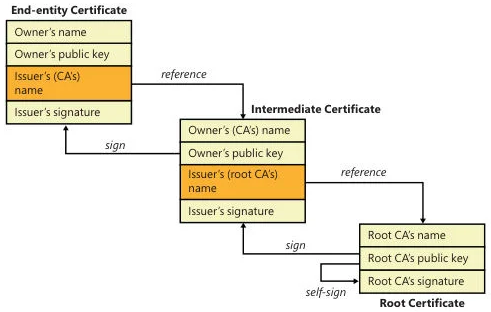 End-entity Certificate
Owner's name
Owner's public key
Issuer's (CA's)
name
Issuer's signature
reference
sign
Intermediate Certificate
Owner's (CA's) name
Owner's public key
Issuer's (root CA's)
name
Issuer's signature
reference
sign
Root CA's name
Root CA's public key
Root CA's signature
self-sign
Root Certificate